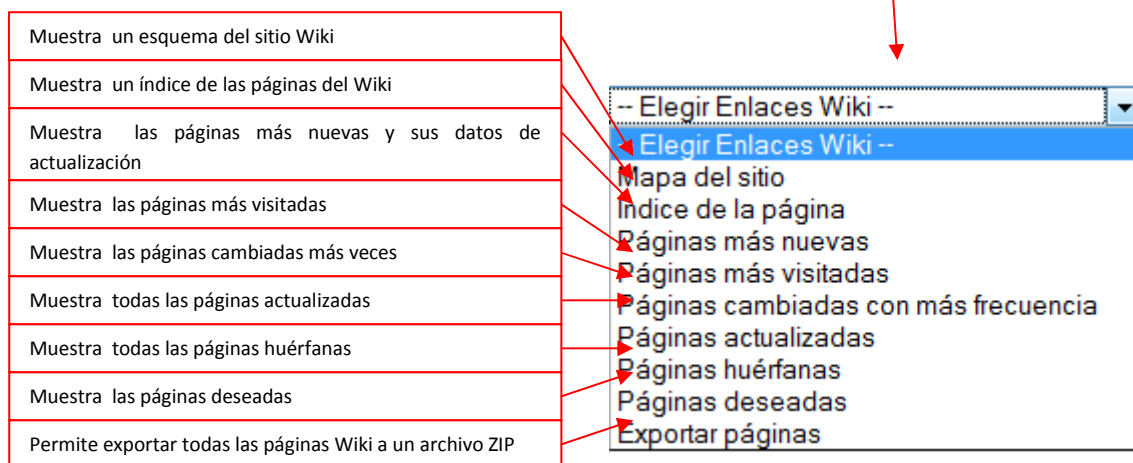 Muestra un esquema del sitio Wiki
Muestra un índice de las páginas del Wiki
Muestra las páginas más nuevas y sus datos de
actualización
Muestra las páginas más visitadas
Muestra las páginas cambiadas más veces
Muestra todas las páginas actualizadas
Muestra todas las páginas huérfanas
Muestra las páginas deseadas
Permite exportar todas las páginas Wiki a un archivo ZIP
-- Elegir Enlaces Wiki --
-- Elegir Enlaces Wiki --
Mapa del sitio
Índice de la página
Páginas más nuevas
Páginas más visitadas
Páginas cambiadas con más frecuencia
Páginas actualizadas
Páginas huérfanas
Páginas deseadas
Exportar páginas